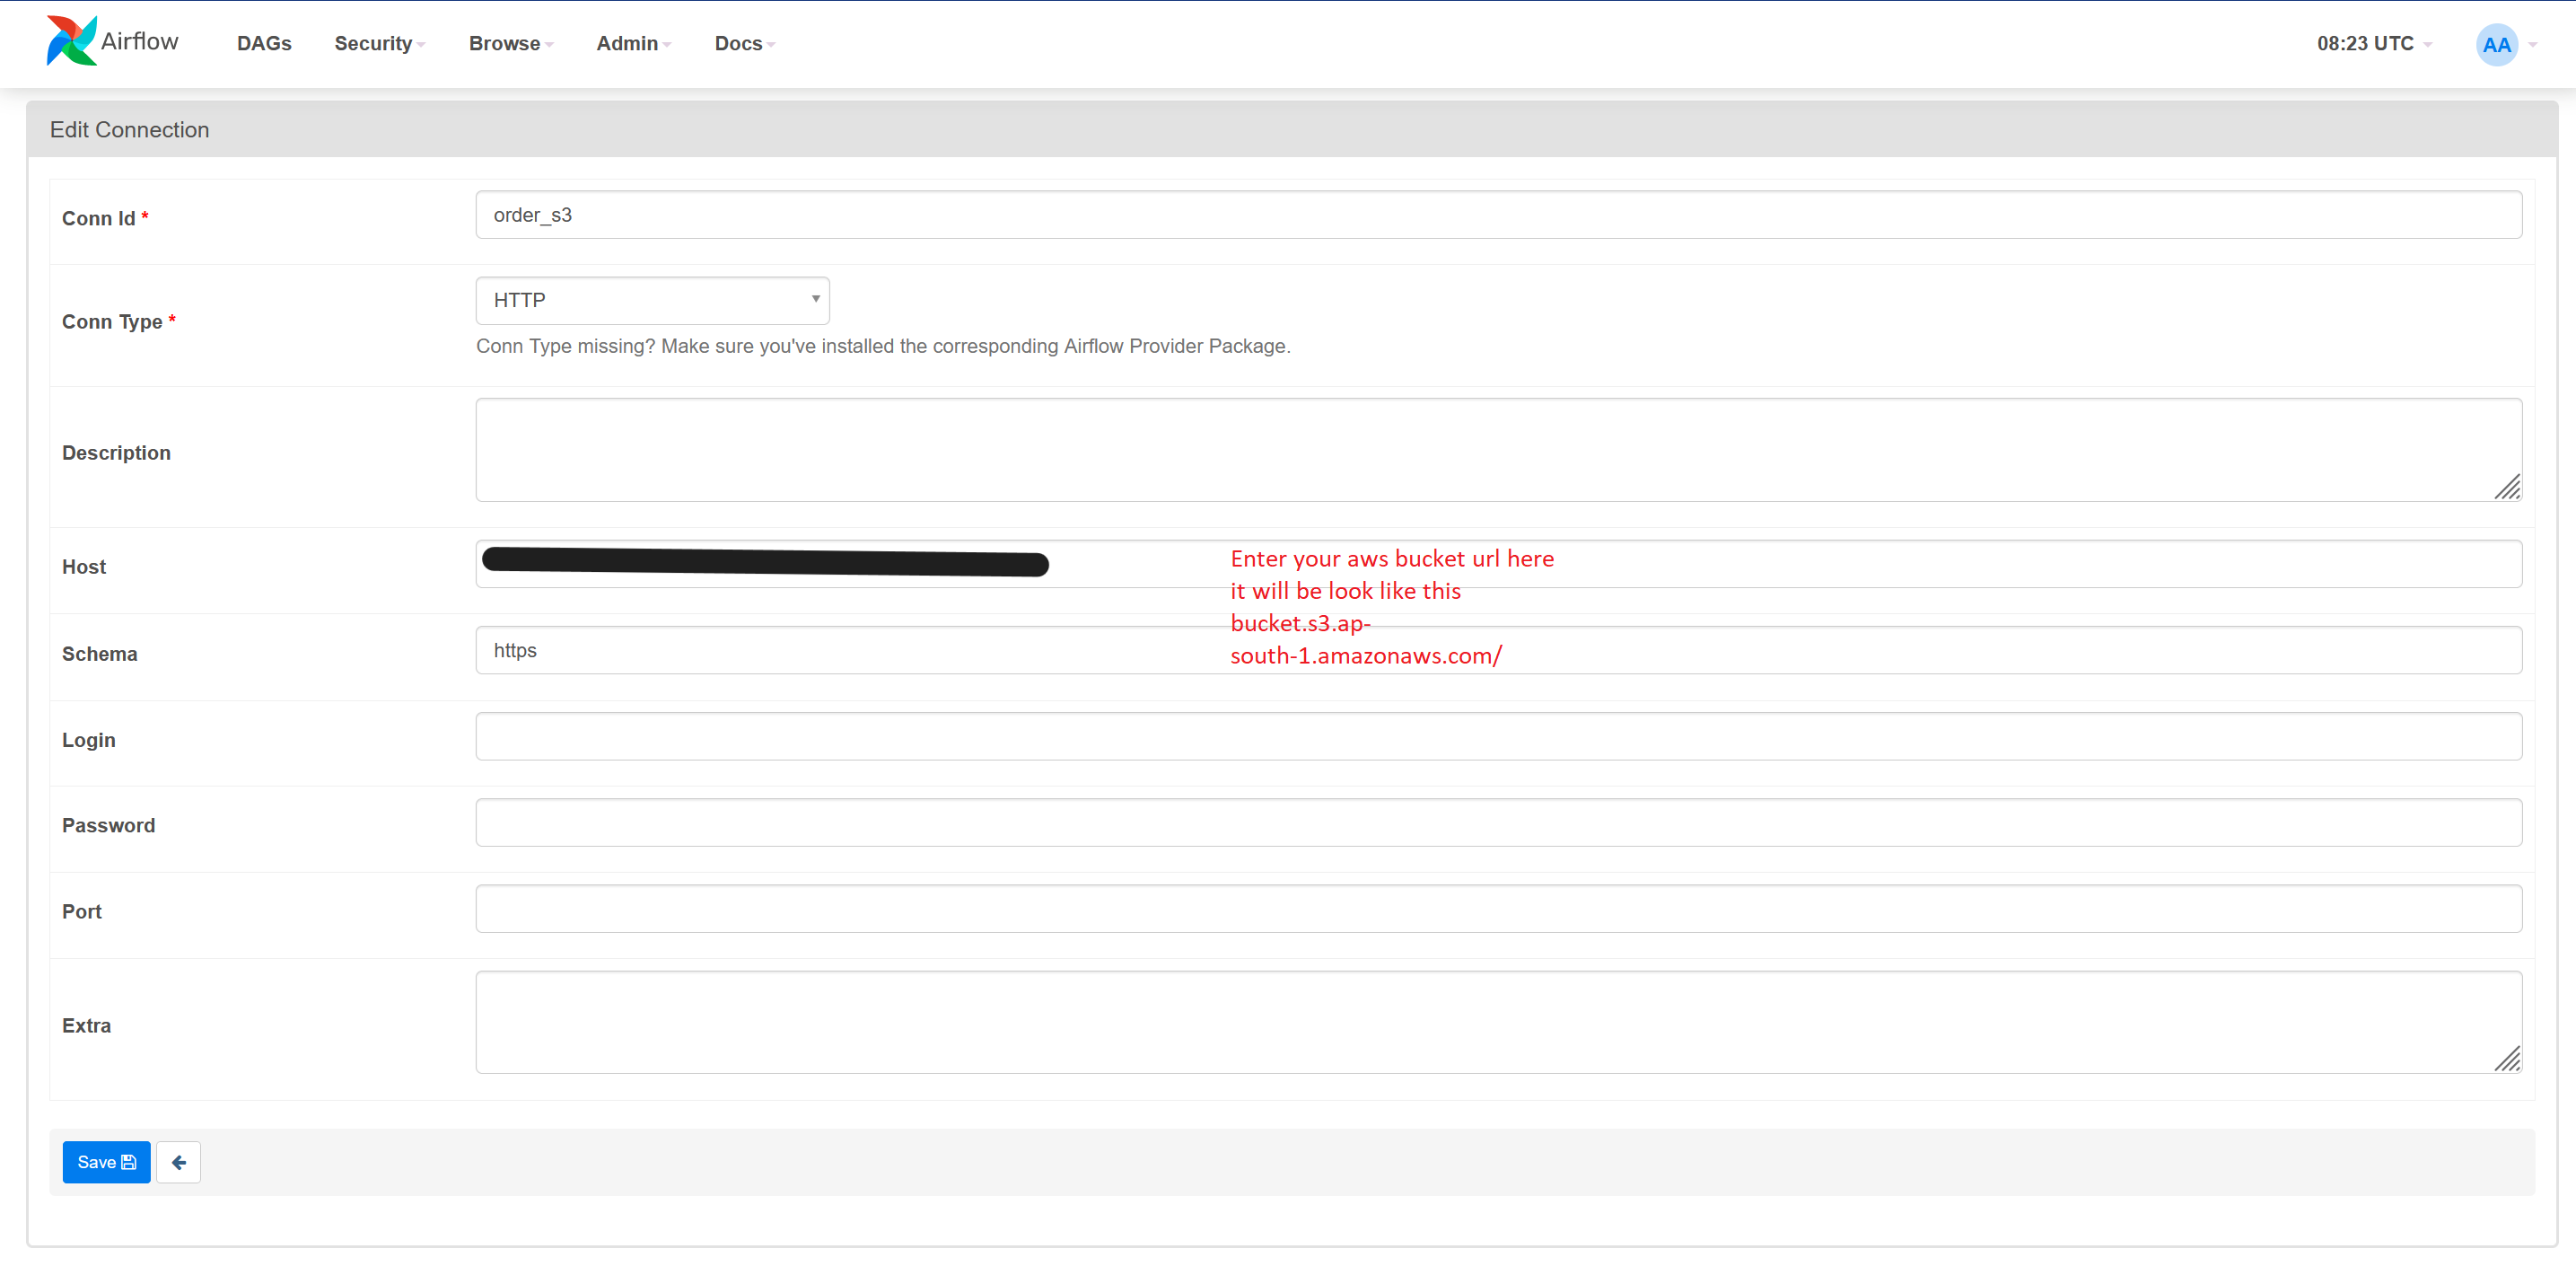 Airflow DAGs Security Browse Admin Docs 08:23 UTC AA
Edit Connection
Conn Id * order_s3
Conn Type * HTTP
Conn Type missing? Make sure you've installed the corresponding Airflow Provider Package.
Description
Host
Enter your aws bucket url here
it will be look like this
bucket.s3.ap-
south-1.amazonaws.com/
Schema https
Login
Password
Port
Extra
Save